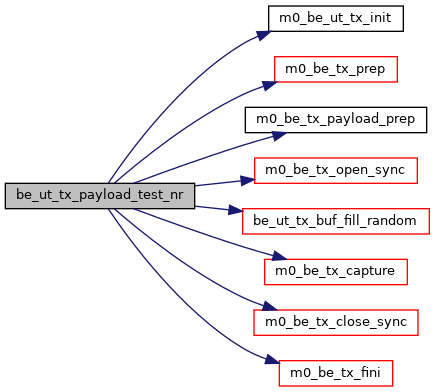 m0_be_ut_tx_init
m0_be_tx_prep
m0_be_tx_payload_prep
m0_be_tx_open_sync
be_ut_tx_payload_test_nr
be_ut_tx_buf_fill_random
m0_be_tx_capture
m0_be_tx_close_sync
m0_be_tx_fini